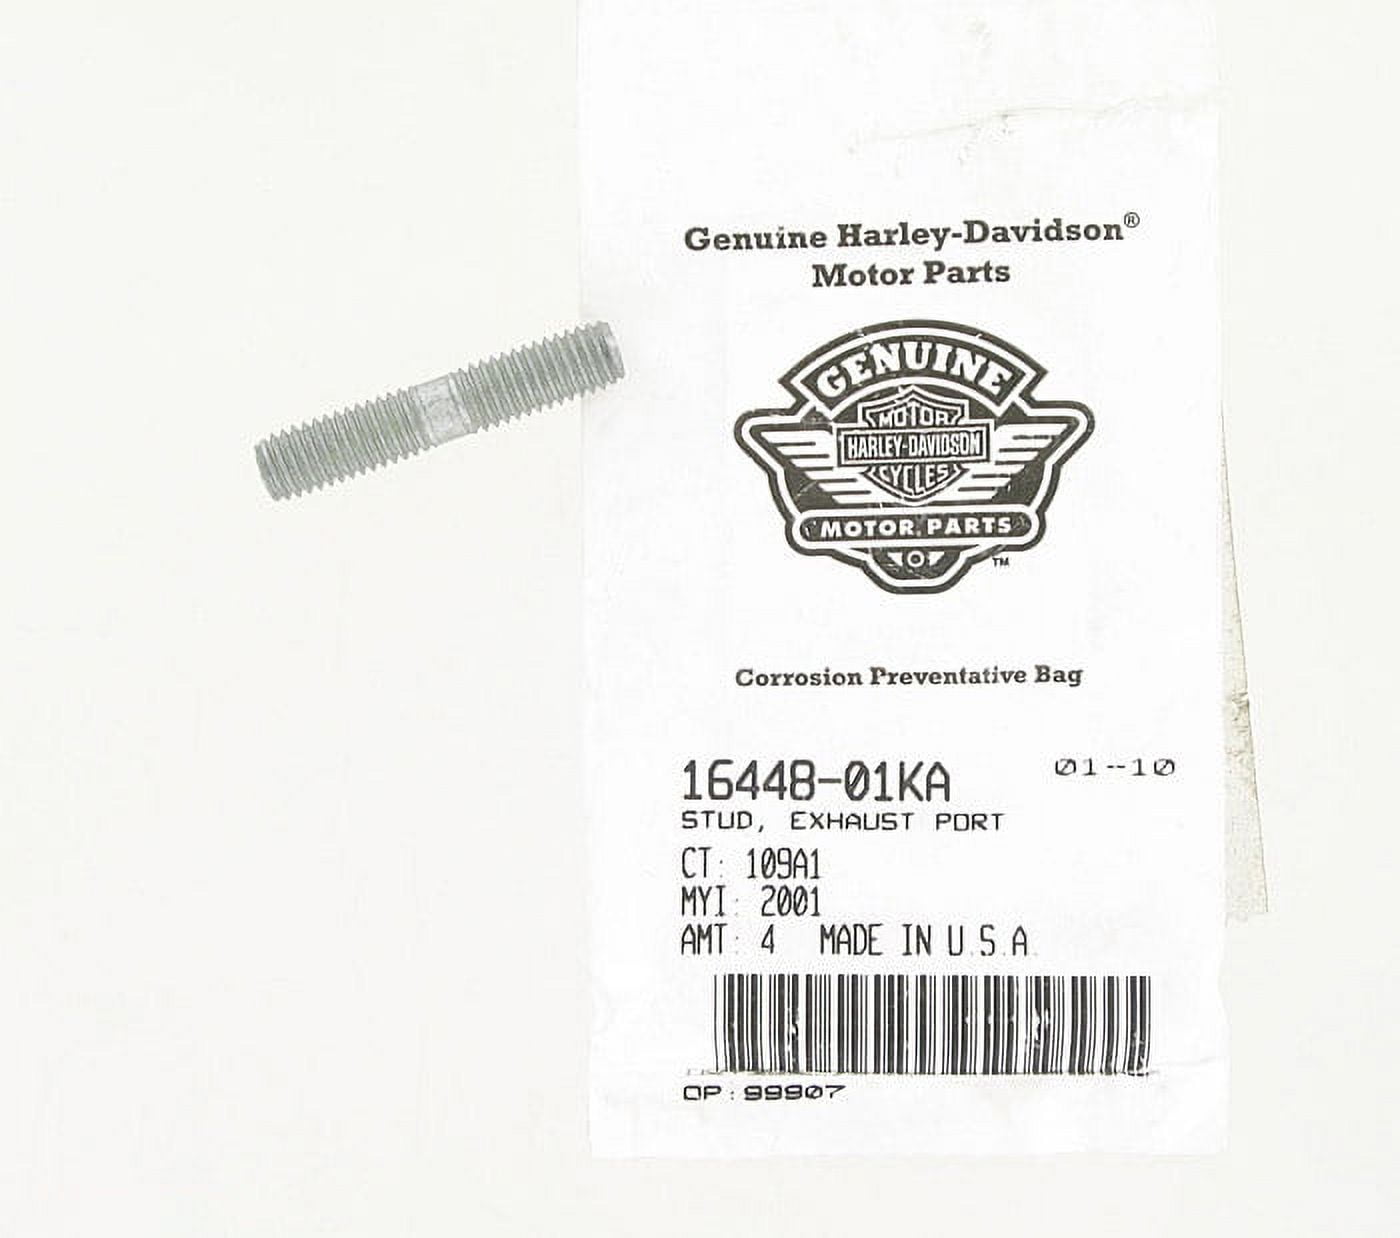 Genuine Harley-Davidson®
Motor Parts
GENUINE
MOTOR
HARLEY-DAVIDSON
CYCLES
MOTOR PARTS
TM
Corrosion Preventative Bag
16448-01KA 01--10
STUD, EXHAUST PORT
CT: 109A1
MYI: 2001
AMT: 4 MADE IN U.S.A.
OP:99907